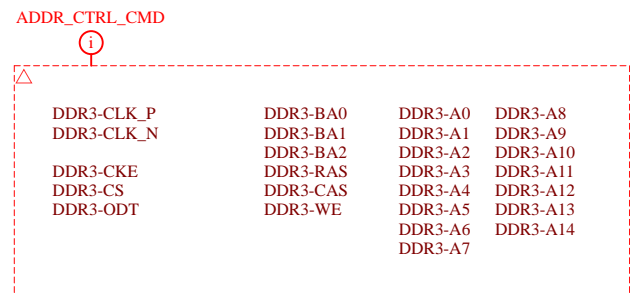 ADDR_CTRL_CMD
i
DDR3-CLK_P DDR3-BA0 DDR3-A0 DDR3-A8
DDR3-CLK_N DDR3-BA1 DDR3-A1 DDR3-A9
DDR3-BA2 DDR3-A2 DDR3-A10
DDR3-CKE DDR3-RAS DDR3-A3 DDR3-A11
DDR3-CS DDR3-CAS DDR3-A4 DDR3-A12
DDR3-ODT DDR3-WE DDR3-A5 DDR3-A13
DDR3-A6 DDR3-A14
DDR3-A7